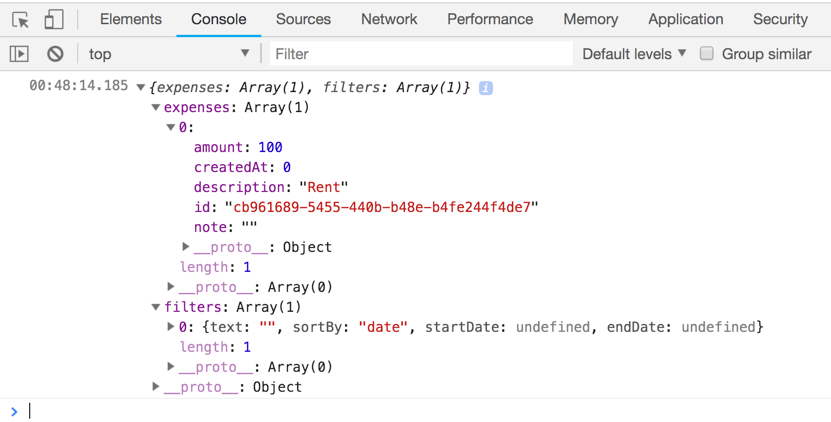 Elements Console Sources Network Performance Memory Application Security
top Filter Default levels Group similar
00:48:14.185 {expenses: Array(1), filters: Array(1)} i
expenses: Array(1)
0:
amount: 100
createdAt: 0
description: "Rent"
id: "cb961689-5455-440b-b48e-b4fe244f4de7"
note: ""
__proto__: Object
length: 1
__proto__: Array(0)
filters: Array(1)
0: {text: "", sortBy: "date", startDate: undefined, endDate: undefined}
length: 1
__proto__: Array(0)
__proto__: Object